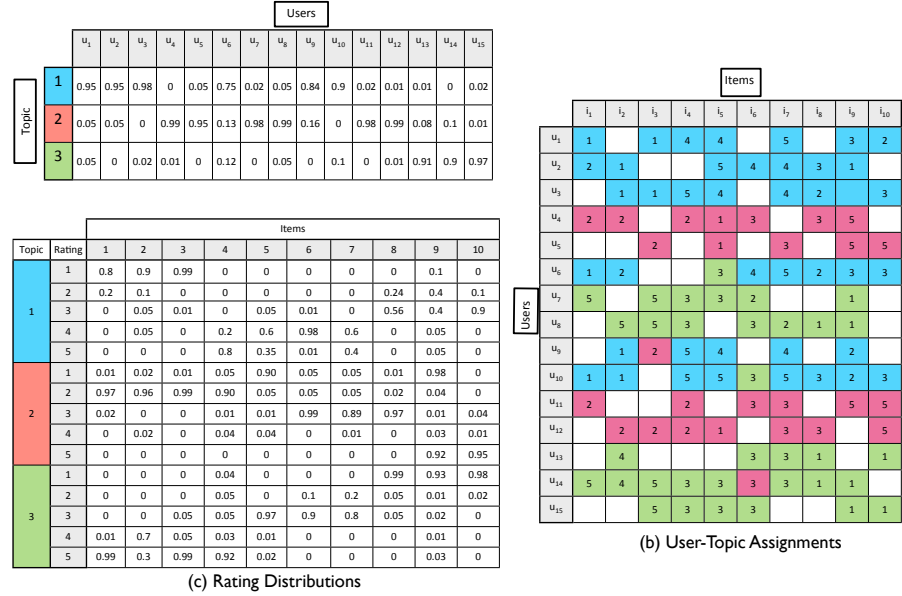 Users
u1 u2 u3 u4 u5 u6 u7 u8 u9 u10 u11 u12 u13 u14 u15
Topic
1 0.95 0.95 0.98 0 0.05 0.75 0.02 0.05 0.84 0.9 0.02 0.01 0.01 0 0.02
2 0.05 0.05 0 0.99 0.95 0.13 0.98 0.99 0.16 0 0.98 0.99 0.08 0.1 0.01
3 0.05 0 0.02 0.01 0 0.12 0 0.05 0 0.1 0 0.01 0.91 0.9 0.97
Items
Topic Rating 1 2 3 4 5 6 7 8 9 10
1
1 0.8 0.9 0.99 0 0 0 0 0 0.1 0
2 0.2 0.1 0 0 0 0 0 0.24 0.4 0.1
3 0 0.05 0.01 0 0.05 0.01 0 0.56 0.4 0.9
4 0 0.05 0 0.2 0.6 0.98 0.6 0 0.05 0
5 0 0 0 0.8 0.35 0.01 0.4 0 0.05 0
2
1 0.01 0.02 0.01 0.05 0.90 0.05 0.05 0.01 0.98 0
2 0.97 0.96 0.99 0.90 0.05 0.05 0.05 0.02 0.04 0
3 0.02 0 0 0.01 0.01 0.99 0.89 0.97 0.01 0.04
4 0 0.02 0 0.04 0.04 0 0.01 0 0.03 0.01
5 0 0 0 0 0 0 0 0 0.92 0.95
3
1 0 0 0 0.04 0 0 0 0.99 0.93 0.98
2 0 0 0 0.05 0 0.1 0.2 0.05 0.01 0.02
3 0 0 0.05 0.05 0.97 0.9 0.8 0.05 0.02 0
4 0.01 0.7 0.05 0.03 0.01 0 0 0 0.01 0
5 0.99 0.3 0.99 0.92 0.02 0 0 0 0.03 0
(c) Rating Distributions
Items
i1 i2 i3 i4 i5 i6 i7 i8 i9 i10
Users
u1 1 1 4 4 5 3 2
u2 2 1 5 4 4 3 1
u3 1 1 5 4 4 2 3
u4 2 2 2 1 3 3 5
u5 2 1 3 5 5
u6 1 2 3 4 5 2 3 3
u7 5 5 3 3 2 1
u8 5 5 3 3 2 1 1
u9 1 2 5 4 4 2
u10 1 1 5 5 3 5 3 2 3
u11 2 2 3 3 5 5
u12 2 2 2 1 3 3 5
u13 4 3 3 1 1
u14 5 4 5 3 3 3 3 1 1
u15 5 3 3 3 1 1
(b) User-Topic Assignments